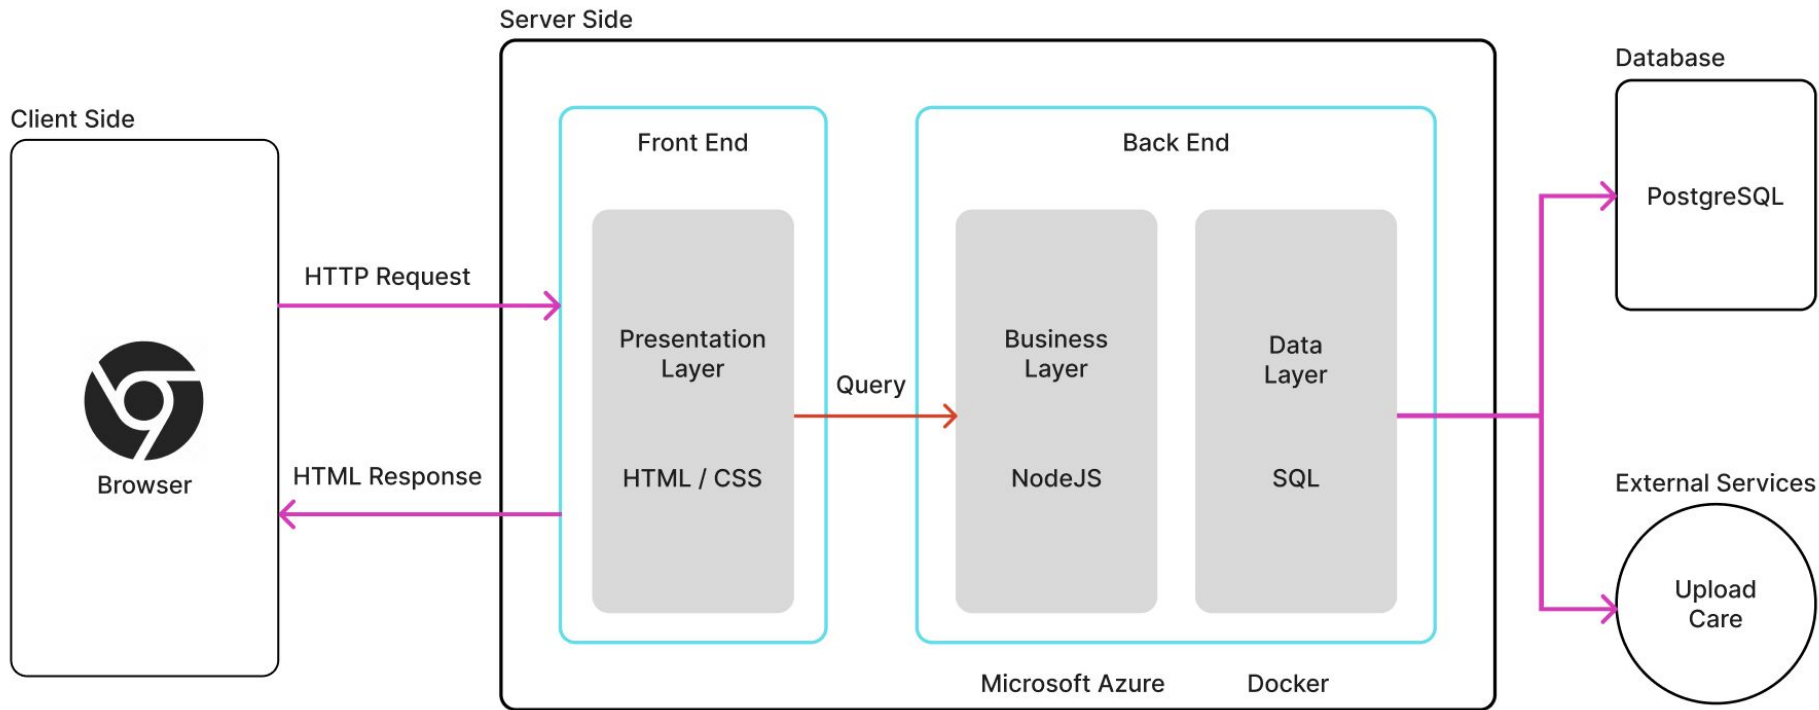 Server Side
Database
Client Side
Front End
Back End
PostgreSQL
HTTP Request
Presentation
Layer
Business
Layer
Data
Layer
Query
HTML Response
HTML / CSS
NodeJS
SQL
Browser
External Services
Upload
Care
Microsoft Azure
Docker